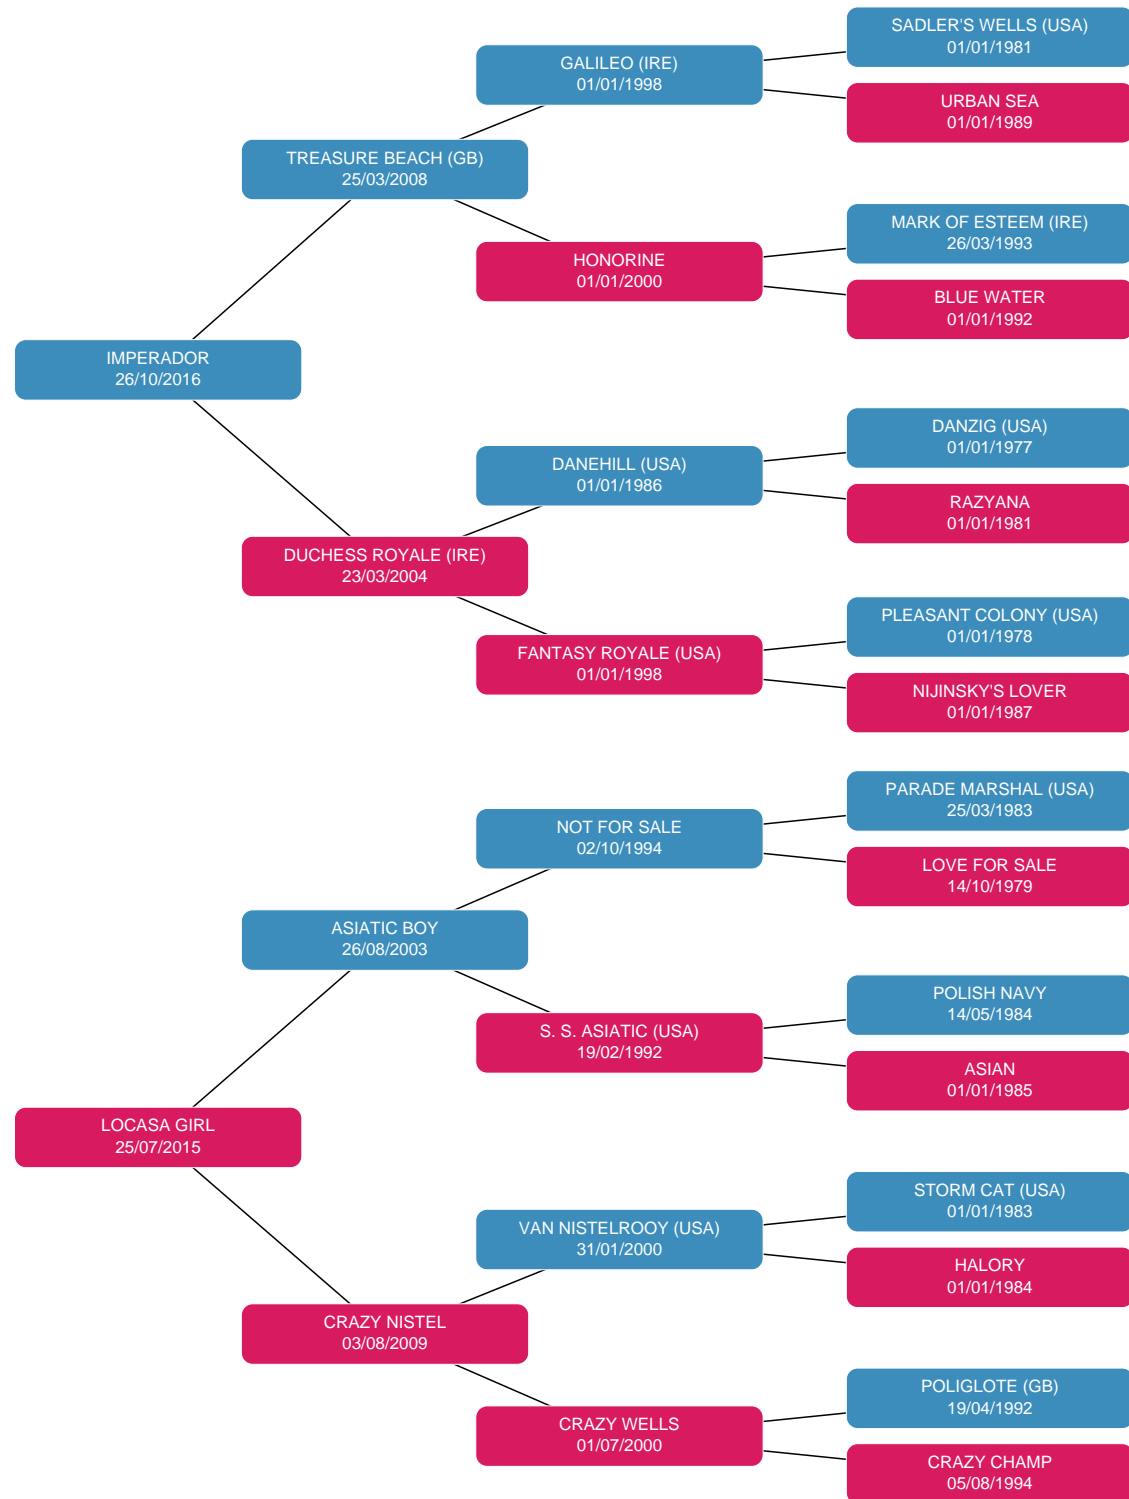 SADLER'S WELLS (USA)
01/01/1981
GALILEO (IRE)
01/01/1998
URBAN SEA
01/01/1989
TREASURE BEACH (GB)
25/03/2008
MARK OF ESTEEM (IRE)
26/03/1993
HONORINE
01/01/2000
BLUE WATER
01/01/1992
IMPERADOR
26/10/2016
DANZIG (USA)
01/01/1977
DANEHILL (USA)
01/01/1986
RAZYANA
01/01/1981
DUCHESS ROYALE (IRE)
23/03/2004
PLEASANT COLONY (USA)
01/01/1978
FANTASY ROYALE (USA)
01/01/1998
NIJINSKY'S LOVER
01/01/1987
PARADE MARSHAL (USA)
25/03/1983
NOT FOR SALE
02/10/1994
LOVE FOR SALE
14/10/1979
ASIATIC BOY
26/08/2003
POLISH NAVY
14/05/1984
S. S. ASIATIC (USA)
19/02/1992
ASIAN
01/01/1985
LOCASA GIRL
25/07/2015
STORM CAT (USA)
01/01/1983
VAN NISTELROOY (USA)
31/01/2000
HALORY
01/01/1984
CRAZY NISTEL
03/08/2009
POLIGLOTE (GB)
19/04/1992
CRAZY WELLS
01/07/2000
CRAZY CHAMP
05/08/1994